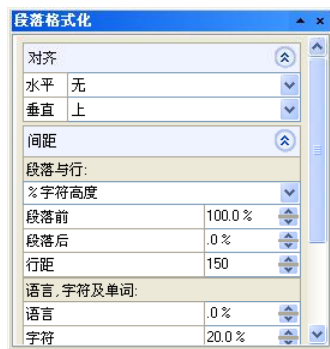 段落格式化
对齐
水平 无
垂直 上
间距
段落与行:
%字符高度
段落前 100.0 %
段落后 .0 %
行距 150
语言,字符及单词:
语言 .0 %
字符 20.0 %